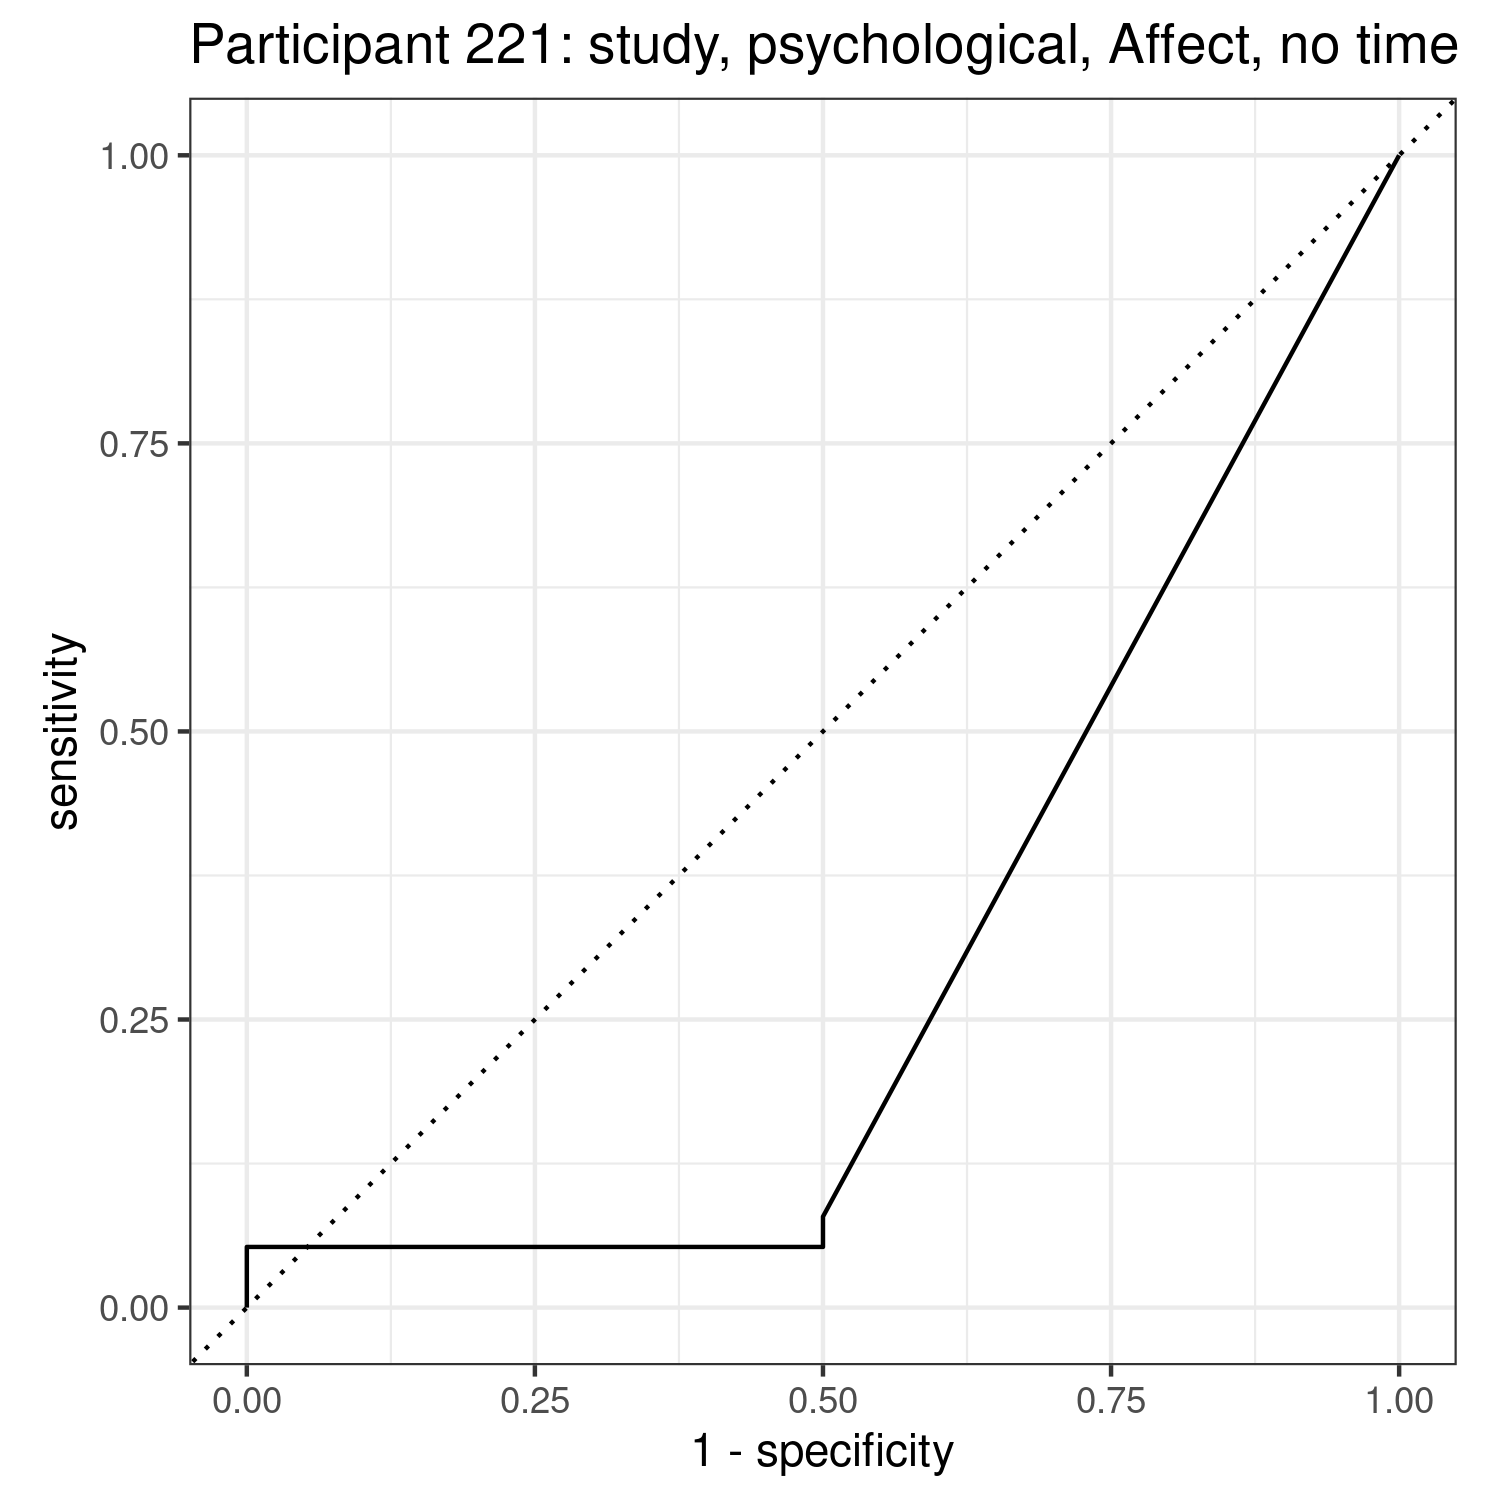 Participant 221: study, psychological, Affect, no time
1.00
0.75
0.50
0.25
0.00
sensitivity
0.00 0.25 0.50 0.75 1.00
1 - specificity